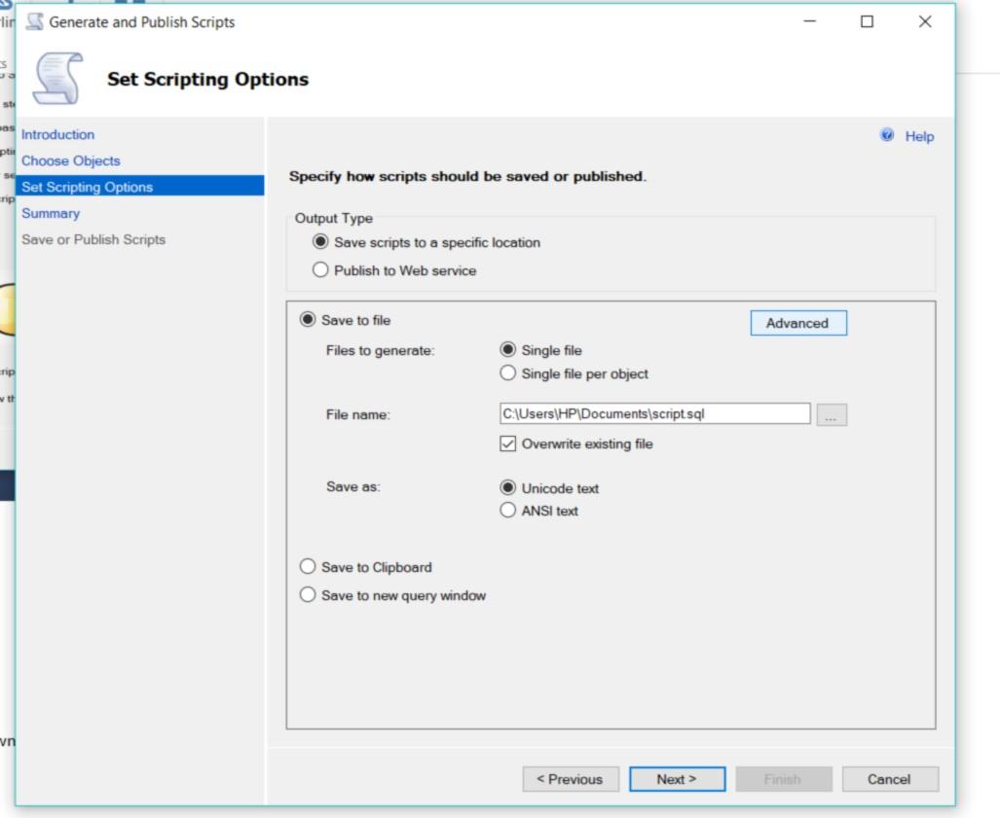 Generate and Publish Scripts
Set Scripting Options
Introduction
Choose Objects
Set Scripting Options
Summary
Save or Publish Scripts
Help
Specify how scripts should be saved or published.
Output Type
Save scripts to a specific location
Publish to Web service
Save to file
Advanced
Files to generate:
Single file
Single file per object
File name:
C:\Users\HP\Documents\script.sql
...
Overwrite existing file
Save as:
Unicode text
ANSI text
Save to Clipboard
Save to new query window
< Previous
Next >
Finish
Cancel